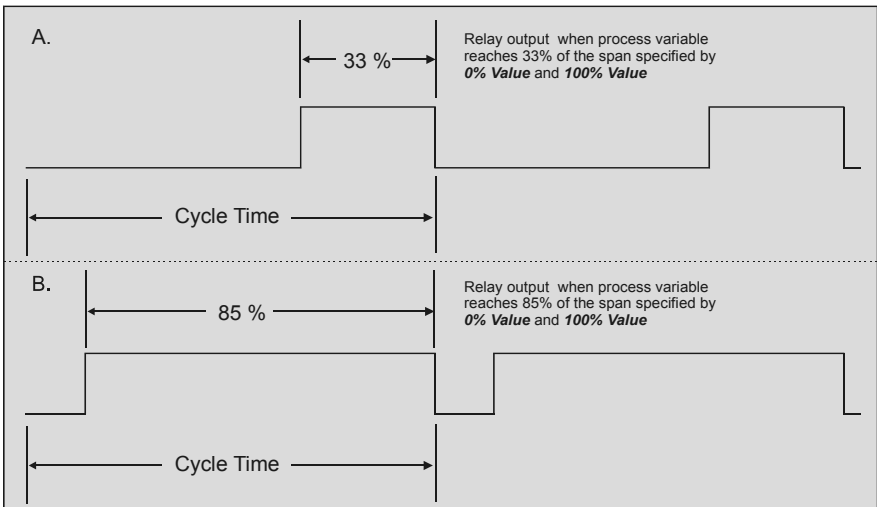 A.
33 %
Relay output when process variable
reaches 33% of the span specified by
0% Value and 100% Value
Cycle Time
B.
85 %
Relay output when process variable
reaches 85% of the span specified by
0% Value and 100% Value
Cycle Time